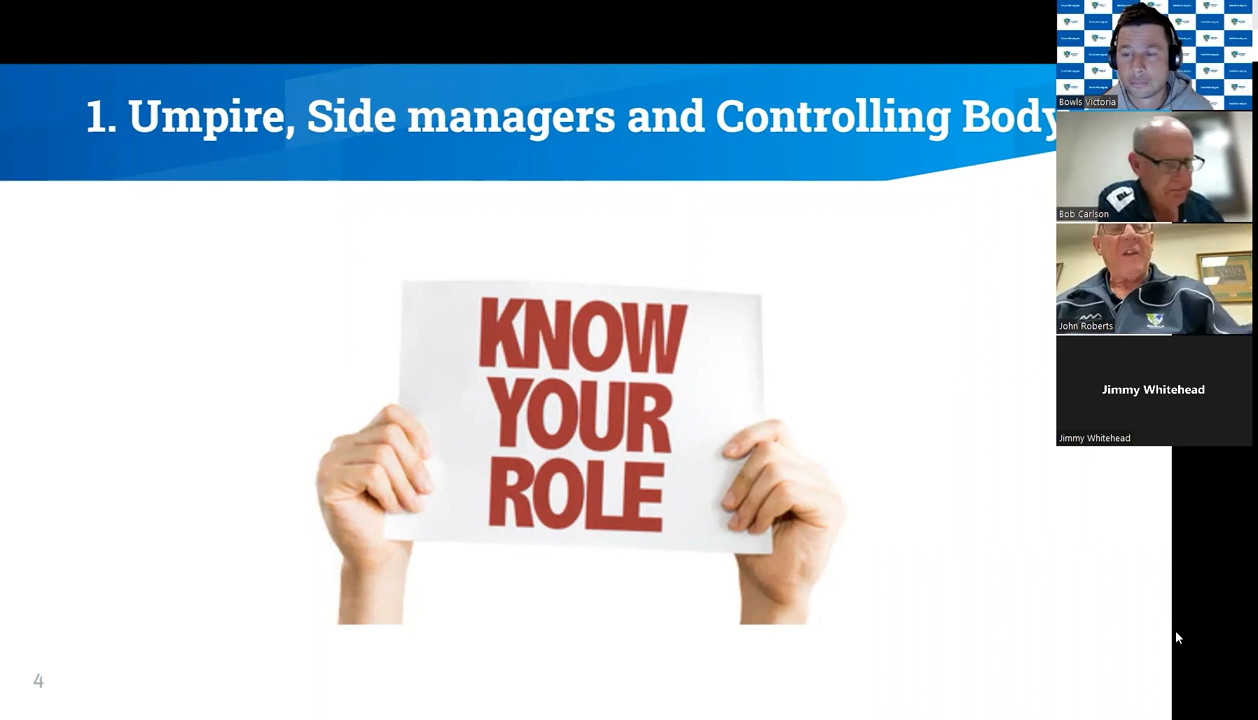 1. Umpire, Side managers and Controlling Body
KNOW
YOUR
ROLE
4
Bowls Victoria
Bob Carlson
John Roberts
Jimmy Whitehead
Jimmy Whitehead